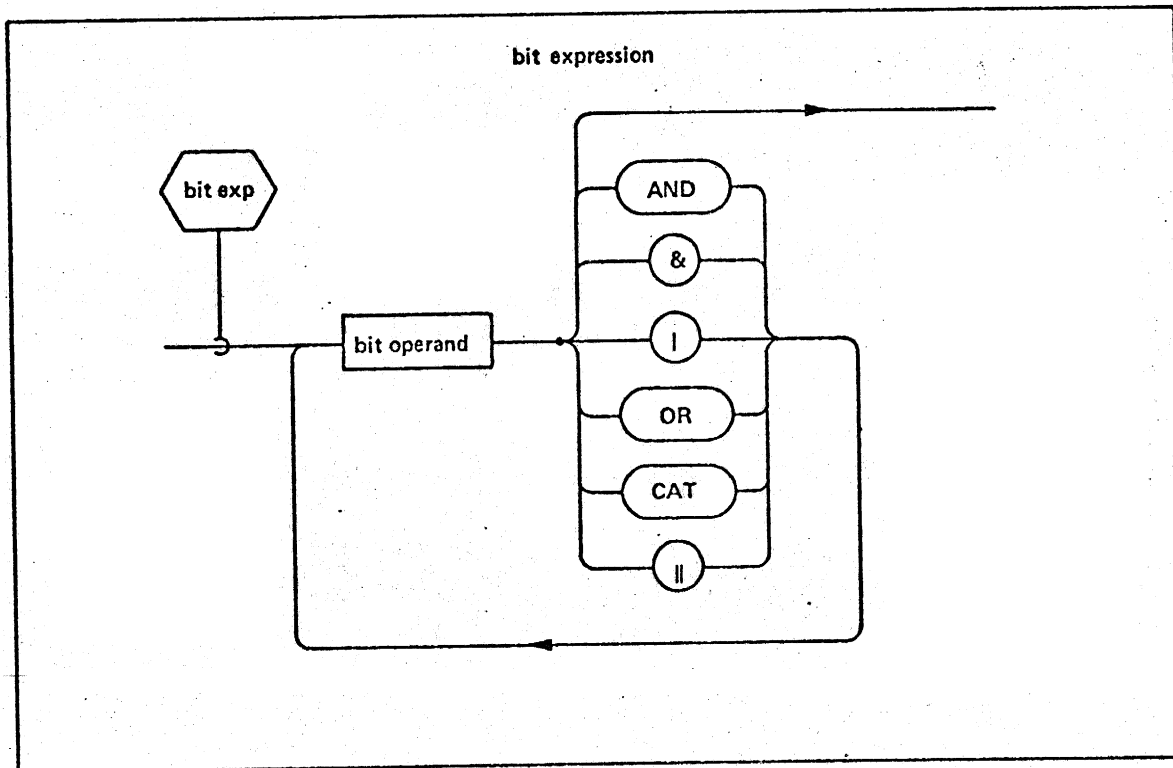 bit expression
bit exp
AND
&
bit operand
|
OR
CAT
||